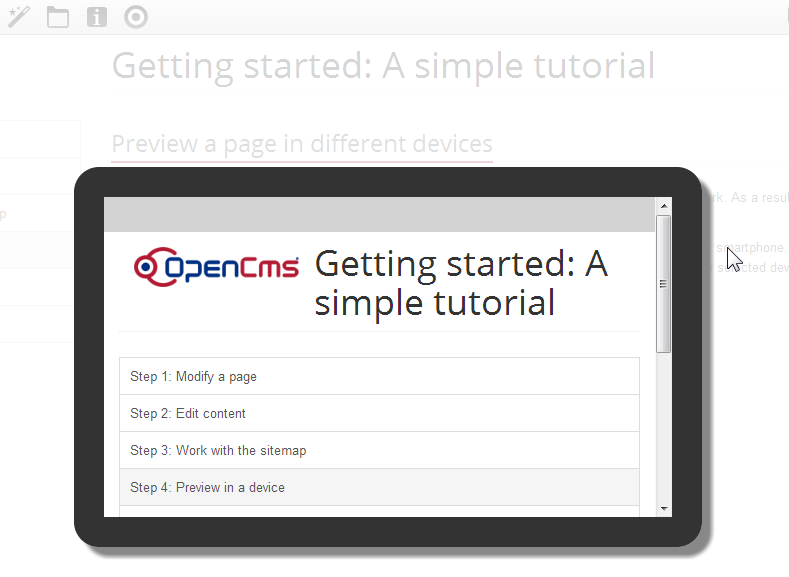 Getting started: A simple tutorial
Preview a page in different devices
rk. As a resul
smartphone.
selected dev
p
OpenCms
Getting started: A
simple tutorial
Step 1: Modify a page
Step 2: Edit content
Step 3: Work with the sitemap
Step 4: Preview in a device